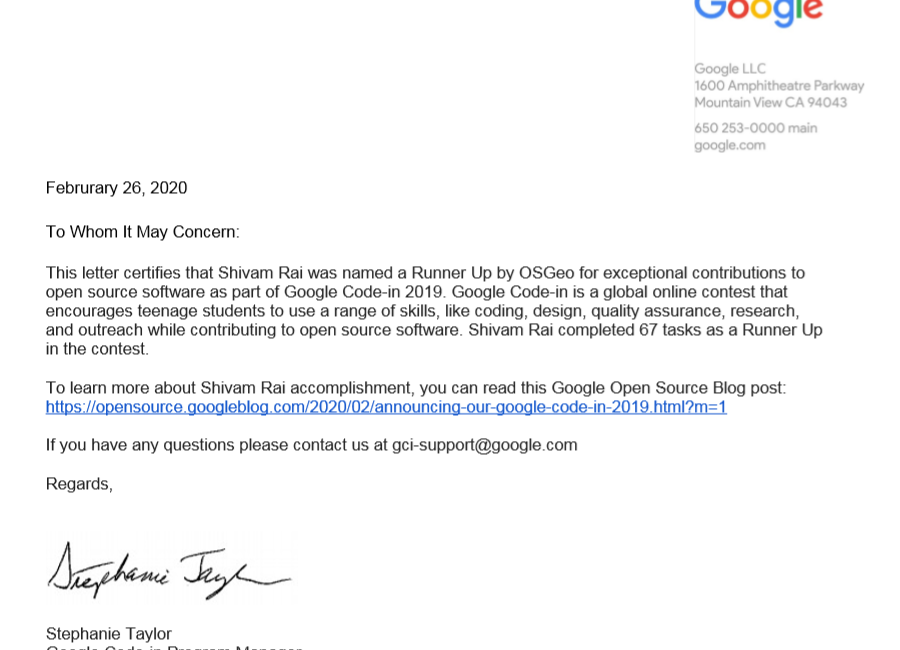 Google
Google LLC
1600 Amphitheatre Parkway
Mountain View CA 94043
650 253-0000 main
google.com
Februrary 26, 2020
To Whom It May Concern:
This letter certifies that Shivam Rai was named a Runner Up by OSGeo for exceptional contributions to
open source software as part of Google Code-in 2019. Google Code-in is a global online contest that
encourages teenage students to use a range of skills, like coding, design, quality assurance, research,
and outreach while contributing to open source software. Shivam Rai completed 67 tasks as a Runner Up
in the contest.
To learn more about Shivam Rai accomplishment, you can read this Google Open Source Blog post:
https://opensource.googleblog.com/2020/02/announcing-our-google-code-in-2019.html?m=1
If you have any questions please contact us at gci-support@google.com
Regards,
Stephanie Taylor
Stephanie Taylor
Google Code-in Program Manager